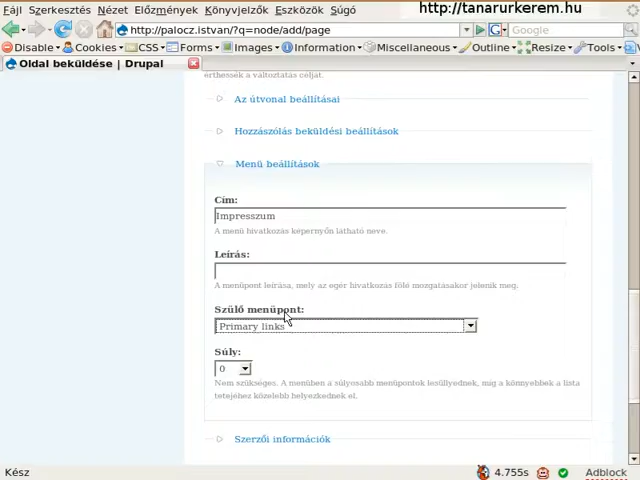 Fájl Szerkesztés Nézet Előzmények Könyvjelzők Eszközök Súgó http://tanarurkerem.hu
http://palocz.istvan/?q=node/add/page Google
Disable Cookies CSS Forms Images Information Miscellaneous Outline Resize Tools
Oldal beküldése | Drupal
érthessék a változtatás célját.
Az útvonal beállításai
Hozzászólás beküldési beállítások
Menü beállítások
Cím:
Impresszum
A menü hivatkozás képernyőn látható neve.
Leírás:
A menüpont leírása, mely az egér hivatkozás fölé mozgatásakor jelenik meg.
Szülő menüpont:
Primary links
Súly:
0
Nem szükséges. A menüben a súlyosabb menüpontok lesüllyednek, míg a könnyebbek a lista
tetejéhez közelebb helyezkednek el.
Szerzői információk
Kész 4.755s Adblock